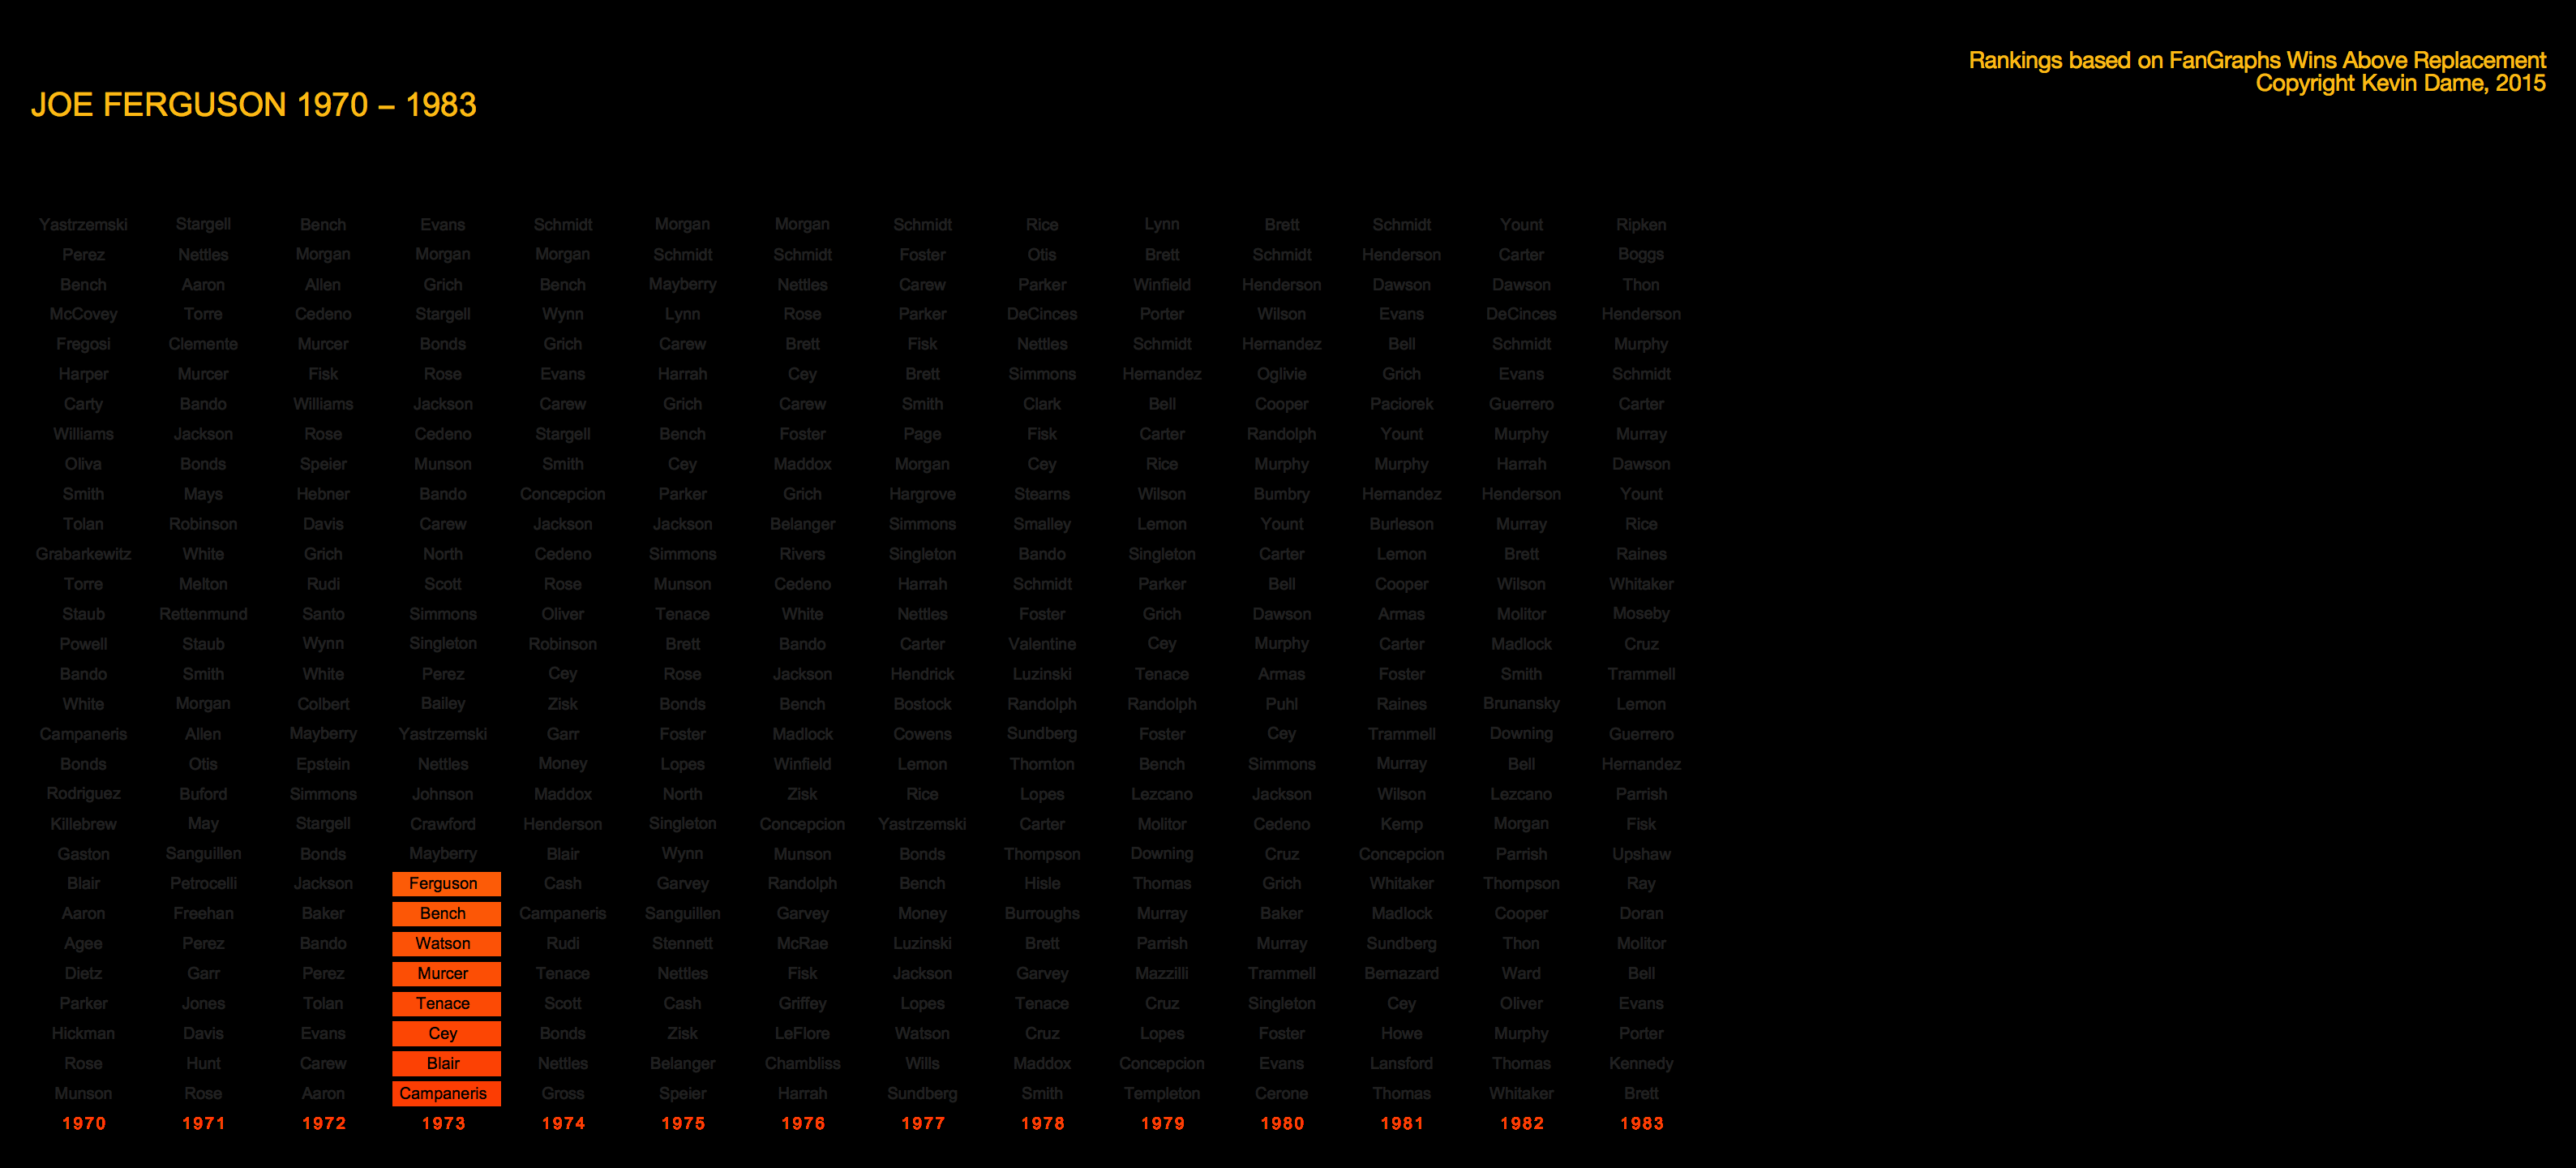 Rankings based on FanGraphs Wins Above Replacement
Copyright Kevin Dame, 2015
JOE FERGUSON 1970 – 1983
Yastrzemski Stargell Bench Evans Schmidt Morgan Morgan Schmidt Rice Lynn Brett Schmidt Yount Ripken
Perez Nettles Morgan Morgan Morgan Schmidt Schmidt Foster Otis Brett Schmidt Henderson Carter Boggs
Bench Aaron Allen Grich Bench Mayberry Nettles Carew Parker Winfield Henderson Dawson Dawson Thon
McCovey Torre Cedeno Stargell Wynn Lynn Rose Parker DeCinces Porter Wilson Evans DeCinces Henderson
Fregosi Clemente Murcer Bonds Grich Carew Brett Fisk Nettles Schmidt Hernandez Bell Schmidt Murphy
Harper Murcer Fisk Rose Evans Harrah Cey Brett Simmons Hernandez Oglivie Grich Evans Schmidt
Carty Bando Williams Jackson Carew Grich Carew Smith Clark Bell Cooper Paciorek Guerrero Carter
Williams Jackson Rose Cedeno Stargell Bench Foster Page Fisk Carter Randolph Yount Murphy Murray
Oliva Bonds Speier Munson Smith Cey Maddox Morgan Cey Rice Murphy Murphy Harrah Dawson
Smith Mays Hebner Bando Concepcion Parker Grich Hargrove Stearns Wilson Bumbry Hernandez Henderson Yount
Tolan Robinson Davis Carew Jackson Jackson Belanger Simmons Smalley Lemon Yount Burleson Murray Rice
Grabarkewitz White Grich North Cedeno Simmons Rivers Singleton Bando Singleton Carter Lemon Brett Raines
Torre Melton Rudi Scott Rose Munson Cedeno Harrah Schmidt Parker Bell Cooper Wilson Whitaker
Staub Rettenmund Santo Simmons Oliver Tenace White Nettles Foster Grich Dawson Armas Molitor Moseby
Powell Staub Wynn Singleton Robinson Brett Bando Carter Valentine Cey Murphy Carter Madlock Cruz
Bando Smith White Perez Cey Rose Jackson Hendrick Luzinski Tenace Armas Foster Smith Trammell
White Morgan Colbert Bailey Zisk Bonds Bench Bostock Randolph Randolph Puhl Raines Brunansky Lemon
Campaneris Allen Mayberry Yastrzemski Garr Foster Madlock Cowens Sundberg Foster Cey Trammell Downing Guerrero
Bonds Otis Epstein Nettles Money Lopes Winfield Lemon Thornton Bench Simmons Murray Bell Hernandez
Rodriguez Buford Simmons Johnson Maddox North Zisk Rice Lopes Lezcano Jackson Wilson Lezcano Parrish
Killebrew May Stargell Crawford Henderson Singleton Concepcion Yastrzemski Carter Molitor Cedeno Kemp Morgan Fisk
Gaston Sanguillen Bonds Mayberry Blair Wynn Munson Bonds Thompson Downing Cruz Concepcion Parrish Upshaw
Blair Petrocelli Jackson Ferguson Cash Garvey Randolph Bench Hisle Thomas Grich Whitaker Thompson Ray
Aaron Freehan Baker Bench Campaneris Sanguillen Garvey Money Burroughs Murray Baker Madlock Cooper Doran
Agee Perez Bando Watson Rudi Stennett McRae Luzinski Brett Parrish Murray Sundberg Thon Molitor
Dietz Garr Perez Murcer Tenace Nettles Fisk Jackson Garvey Mazzilli Trammell Bernazard Ward Bell
Parker Jones Tolan Tenace Scott Cash Griffey Lopes Tenace Cruz Singleton Cey Oliver Evans
Hickman Davis Evans Cey Bonds Zisk LeFlore Watson Cruz Lopes Foster Howe Murphy Porter
Rose Hunt Carew Blair Nettles Belanger Chambliss Wills Maddox Concepcion Evans Lansford Thomas Kennedy
Munson Rose Aaron Campaneris Gross Speier Harrah Sundberg Smith Templeton Cerone Thomas Whitaker Brett
1970 1971 1972 1973 1974 1975 1976 1977 1978 1979 1980 1981 1982 1983